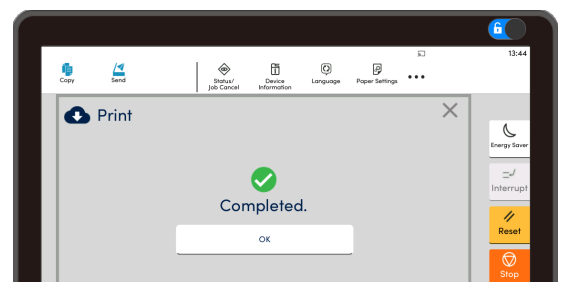 13:44
Copy
Send
Status/
Job Cancel
Device
Information
Language
Paper Settings
Print
Energy Saver
Interrupt
Completed.
Reset
OK
Stop